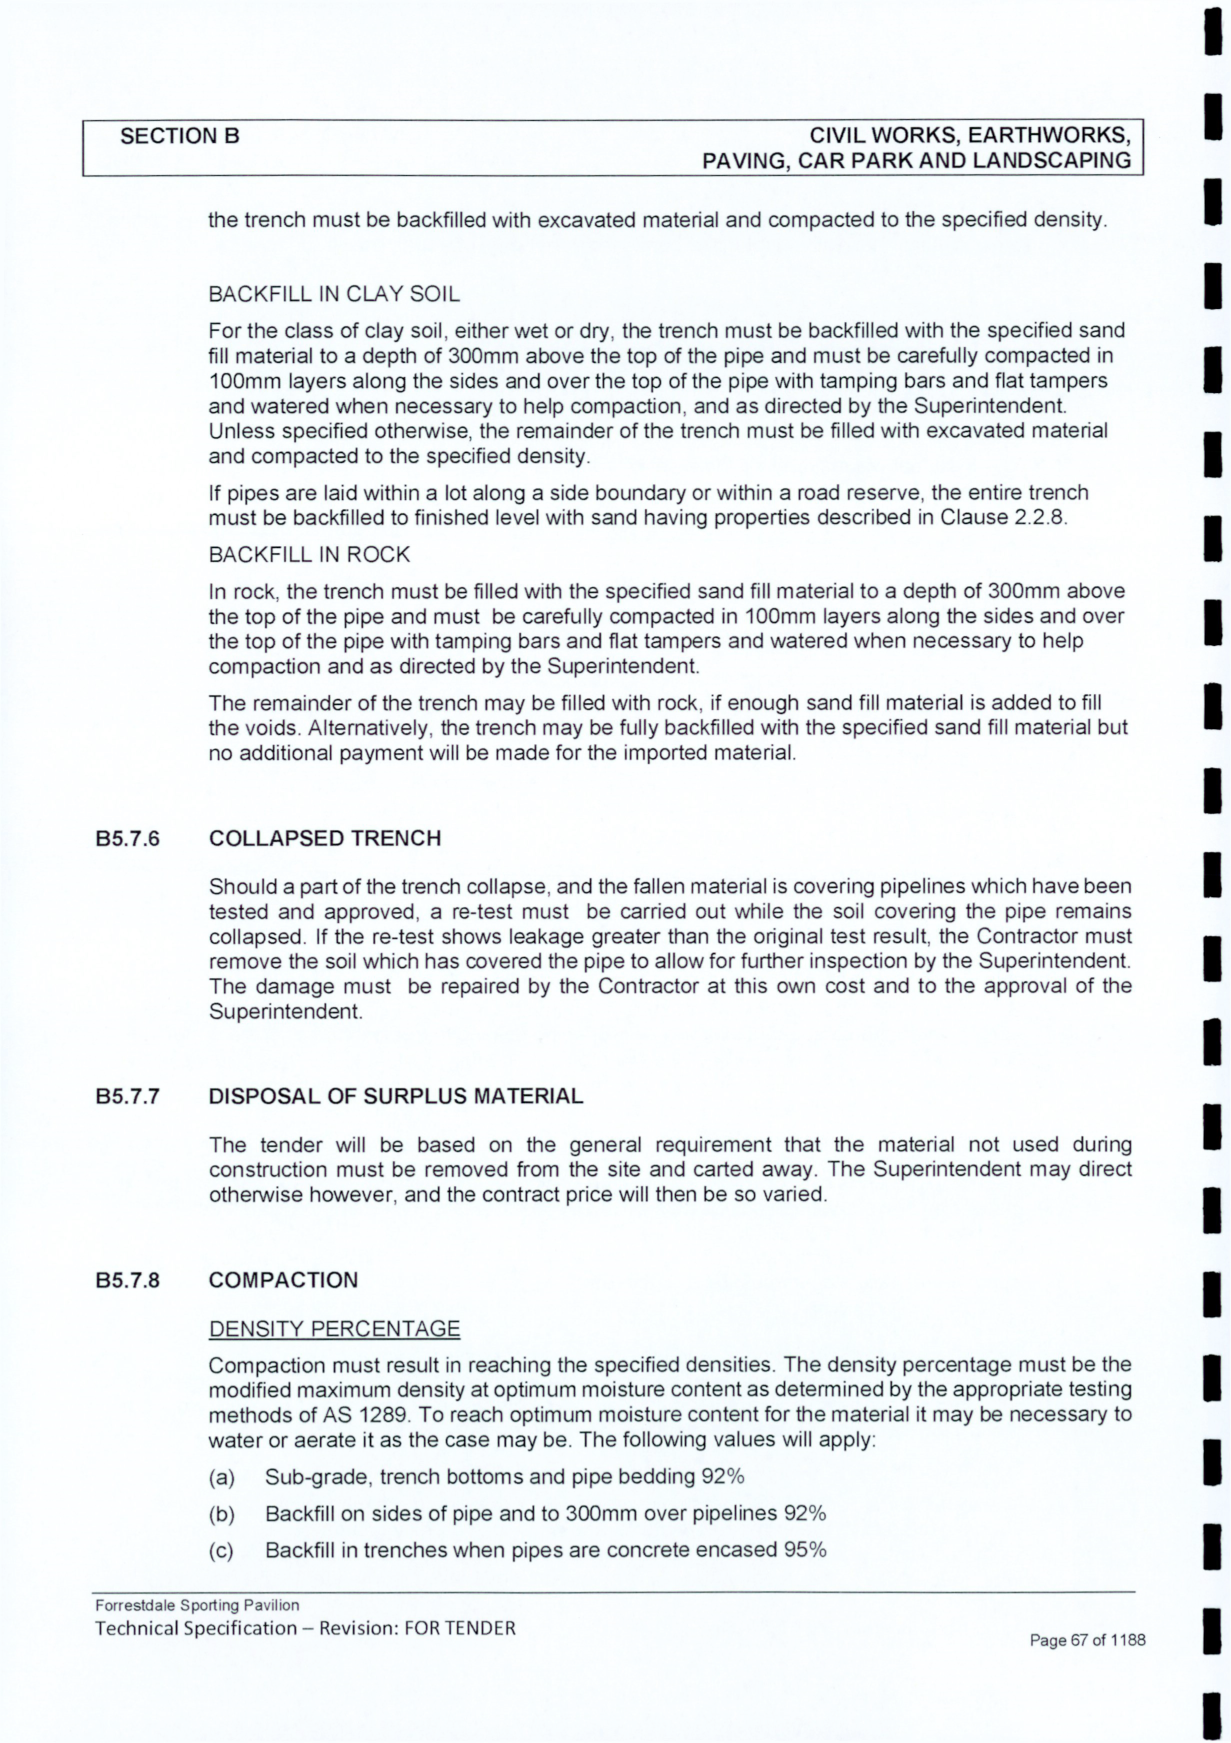 SECTION B
CIVIL WORKS, EARTHWORKS,
PAVING, CAR PARK AND LANDSCAPING
the trench must be backfilled with excavated material and compacted to the specified density.
BACKFILL IN CLAY SOIL
For the class of clay soil, either wet or dry, the trench must be backfilled with the specified sand
fill material to a depth of 300mm above the top of the pipe and must be carefully compacted in
100mm layers along the sides and over the top of the pipe with tamping bars and flat tampers
and watered when necessary to help compaction, and as directed by the Superintendent.
Unless specified otherwise, the remainder of the trench must be filled with excavated material
and compacted to the specified density.
If pipes are laid within a lot along a side boundary or within a road reserve, the entire trench
must be backfilled to finished level with sand having properties described in Clause 2.2.8.
BACKFILL IN ROCK
In rock, the trench must be filled with the specified sand fill material to a depth of 300mm above
the top of the pipe and must be carefully compacted in 100mm layers along the sides and over
the top of the pipe with tamping bars and flat tampers and watered when necessary to help
compaction and as directed by the Superintendent.
The remainder of the trench may be filled with rock, if enough sand fill material is added to fill
the voids. Alternatively, the trench may be fully backfilled with the specified sand fill material but
no additional payment will be made for the imported material.
B5.7.6 COLLAPSED TRENCH
Should a part of the trench collapse, and the fallen material is covering pipelines which have been
tested and approved, a re-test must be carried out while the soil covering the pipe remains
collapsed. If the re-test shows leakage greater than the original test result, the Contractor must
remove the soil which has covered the pipe to allow for further inspection by the Superintendent.
The damage must be repaired by the Contractor at this own cost and to the approval of the
Superintendent.
B5.7.7 DISPOSAL OF SURPLUS MATERIAL
The tender will be based on the general requirement that the material not used during
construction must be removed from the site and carted away. The Superintendent may direct
otherwise however, and the contract price will then be so varied.
B5.7.8 COMPACTION
DENSITY PERCENTAGE
Compaction must result in reaching the specified densities. The density percentage must be the
modified maximum density at optimum moisture content as determined by the appropriate testing
methods of AS 1289. To reach optimum moisture content for the material it may be necessary to
water or aerate it as the case may be. The following values will apply:
(a) Sub-grade, trench bottoms and pipe bedding 92%
(b) Backfill on sides of pipe and to 300mm over pipelines 92%
(c) Backfill in trenches when pipes are concrete encased 95%
Forrestdale Sporting Pavilion
Technical Specification – Revision: FOR TENDER
Page 67 of 1188